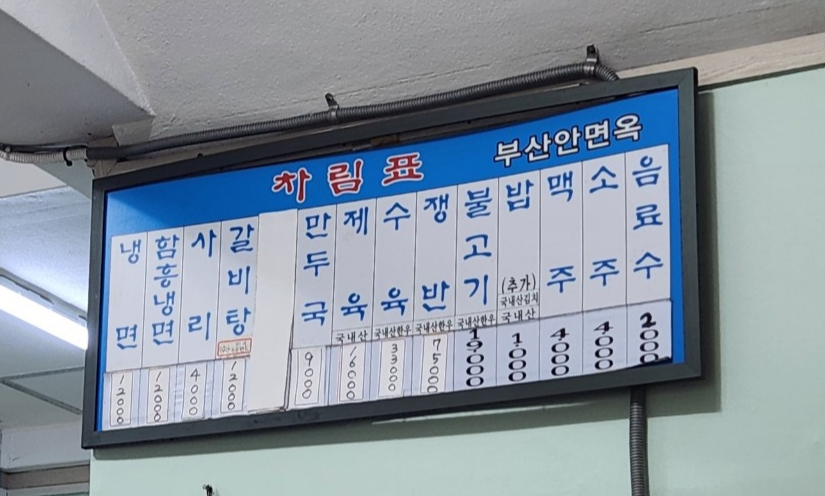 차림표 부산안면옥
냉면 12000
함흥냉면 12000
사리 4000
갈비탕 12000
만두국 9000
제육 국내산 16000
수육 국내산한우 33000
쟁반 국내산한우 75000
불고기 국내산한우
밥 (추가) 국내산김치 국내산 1000
맥주 4000
소주 4000
음료수 2000